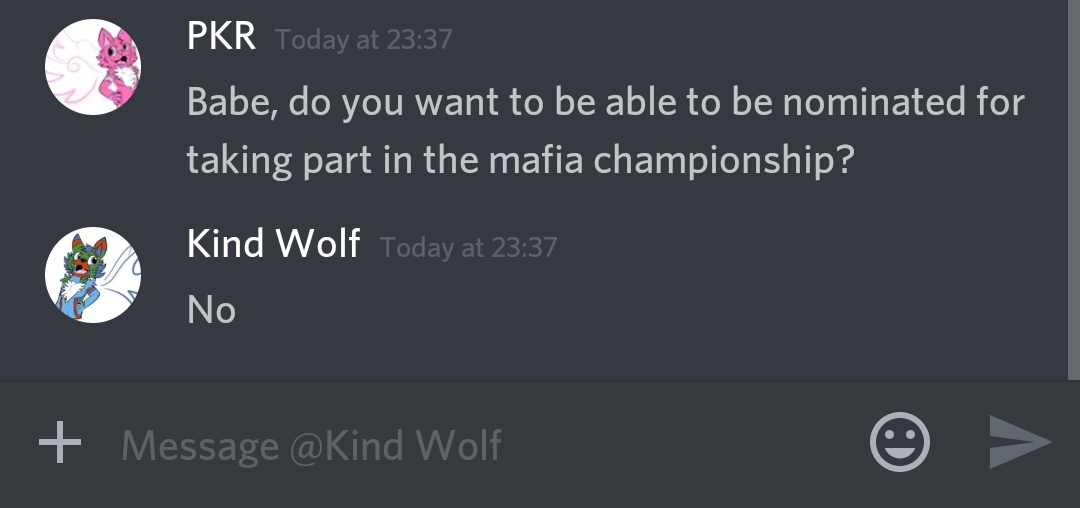 PKR Today at 23:37
Babe, do you want to be able to be nominated for
taking part in the mafia championship?
Kind Wolf Today at 23:37
No
Message @Kind Wolf